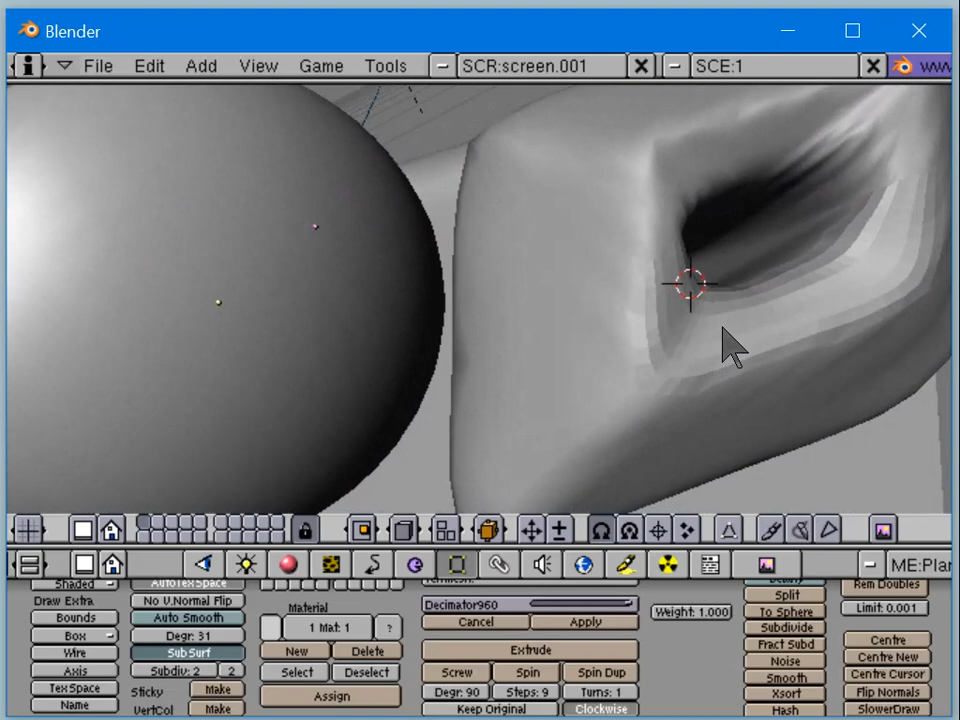 Blender
File Edit Add View Game Tools SCR:screen.001 SCE:1 www
Shaded
Draw Extra
Bounds
Box
Wire
Axis
TexSpace
Name
AutoTexSpace
No V.Normal Flip
Auto Smooth
Degr: 31
SubSurf
Subdiv: 2 2
Sticky Make
VertCol Make
Material
1 Mat: 1 ?
New Delete
Select Deselect
Assign
Decimator960
Cancel Apply
Extrude
Screw Spin Spin Dup
Degr: 90 Steps: 9 Turns: 1
Keep Original Clockwise
Weight: 1.000
Split
To Sphere
Subdivide
Fract Subd
Noise
Smooth
Xsort
Hash
ME:Plan
Rem Doubles
Limit: 0.001
Centre
Centre New
Centre Cursor
Flip Normals
SlowerDraw